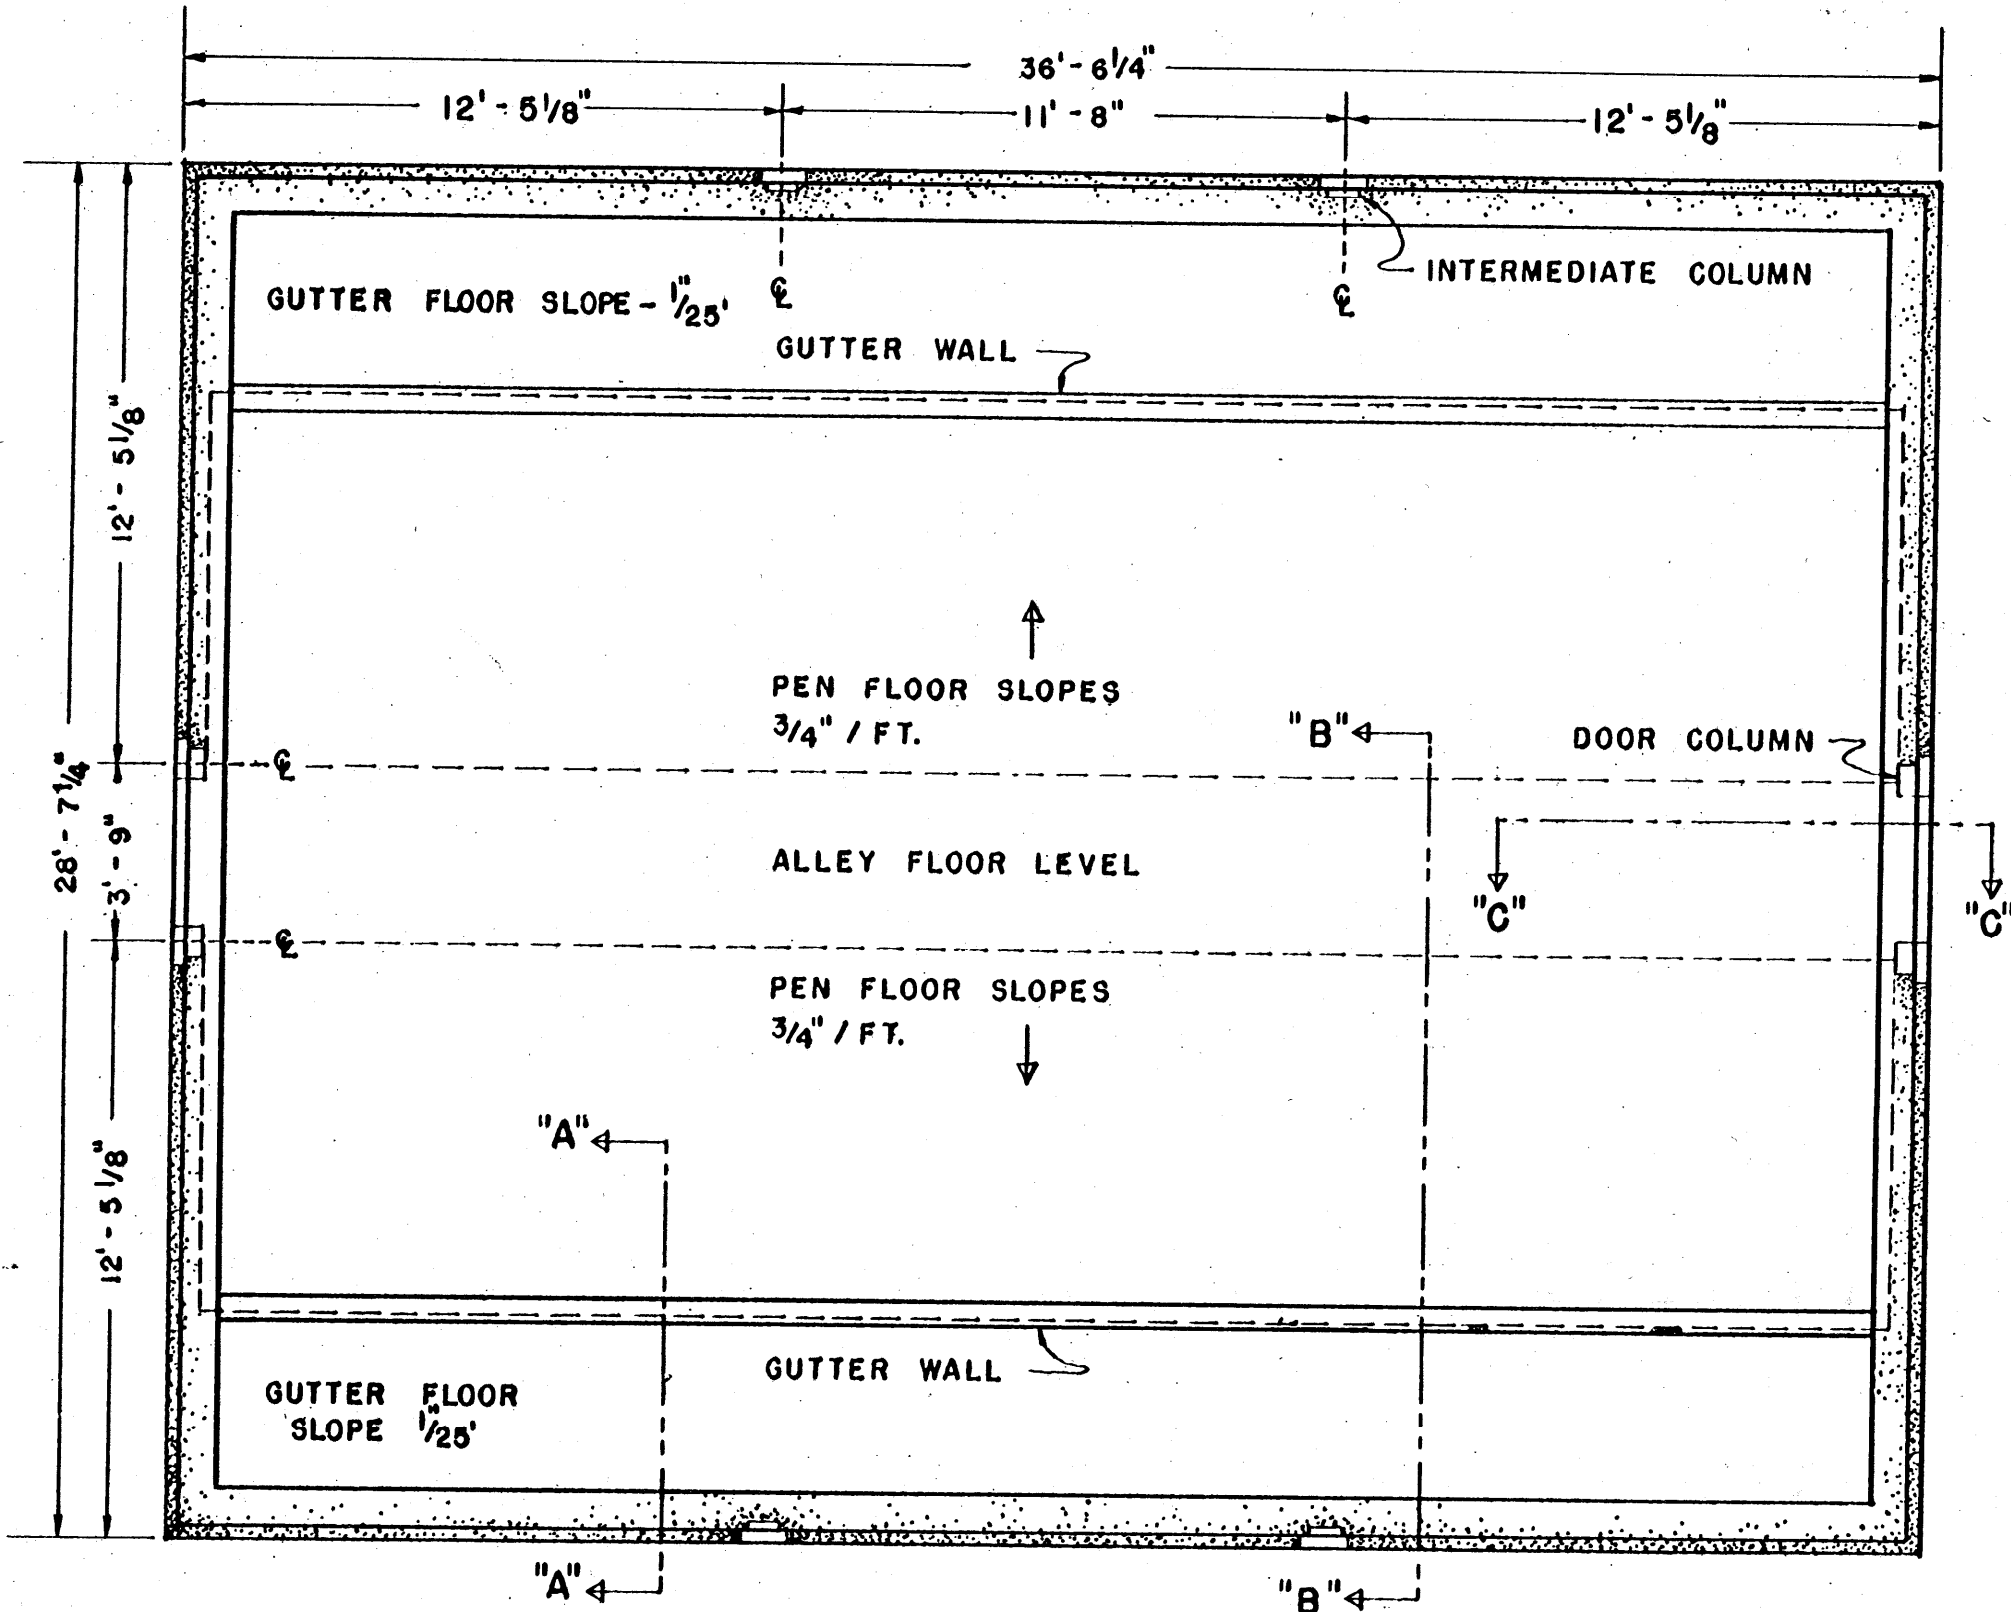 36'-6 1/4"
12'-5 1/8" 11'-8" 12'-5 1/8"
INTERMEDIATE COLUMN
GUTTER FLOOR SLOPE - 1"/25' ℄ ℄
GUTTER WALL
12'-5 1/8"
PEN FLOOR SLOPES
3/4" / FT.
"B"
DOOR COLUMN
℄
28'-7 1/4"
3'-9"
ALLEY FLOOR LEVEL
"C" "C"
℄
PEN FLOOR SLOPES
3/4" / FT.
"A"
12'-5 1/8"
GUTTER WALL
GUTTER FLOOR
SLOPE 1"/25'
"A" "B"